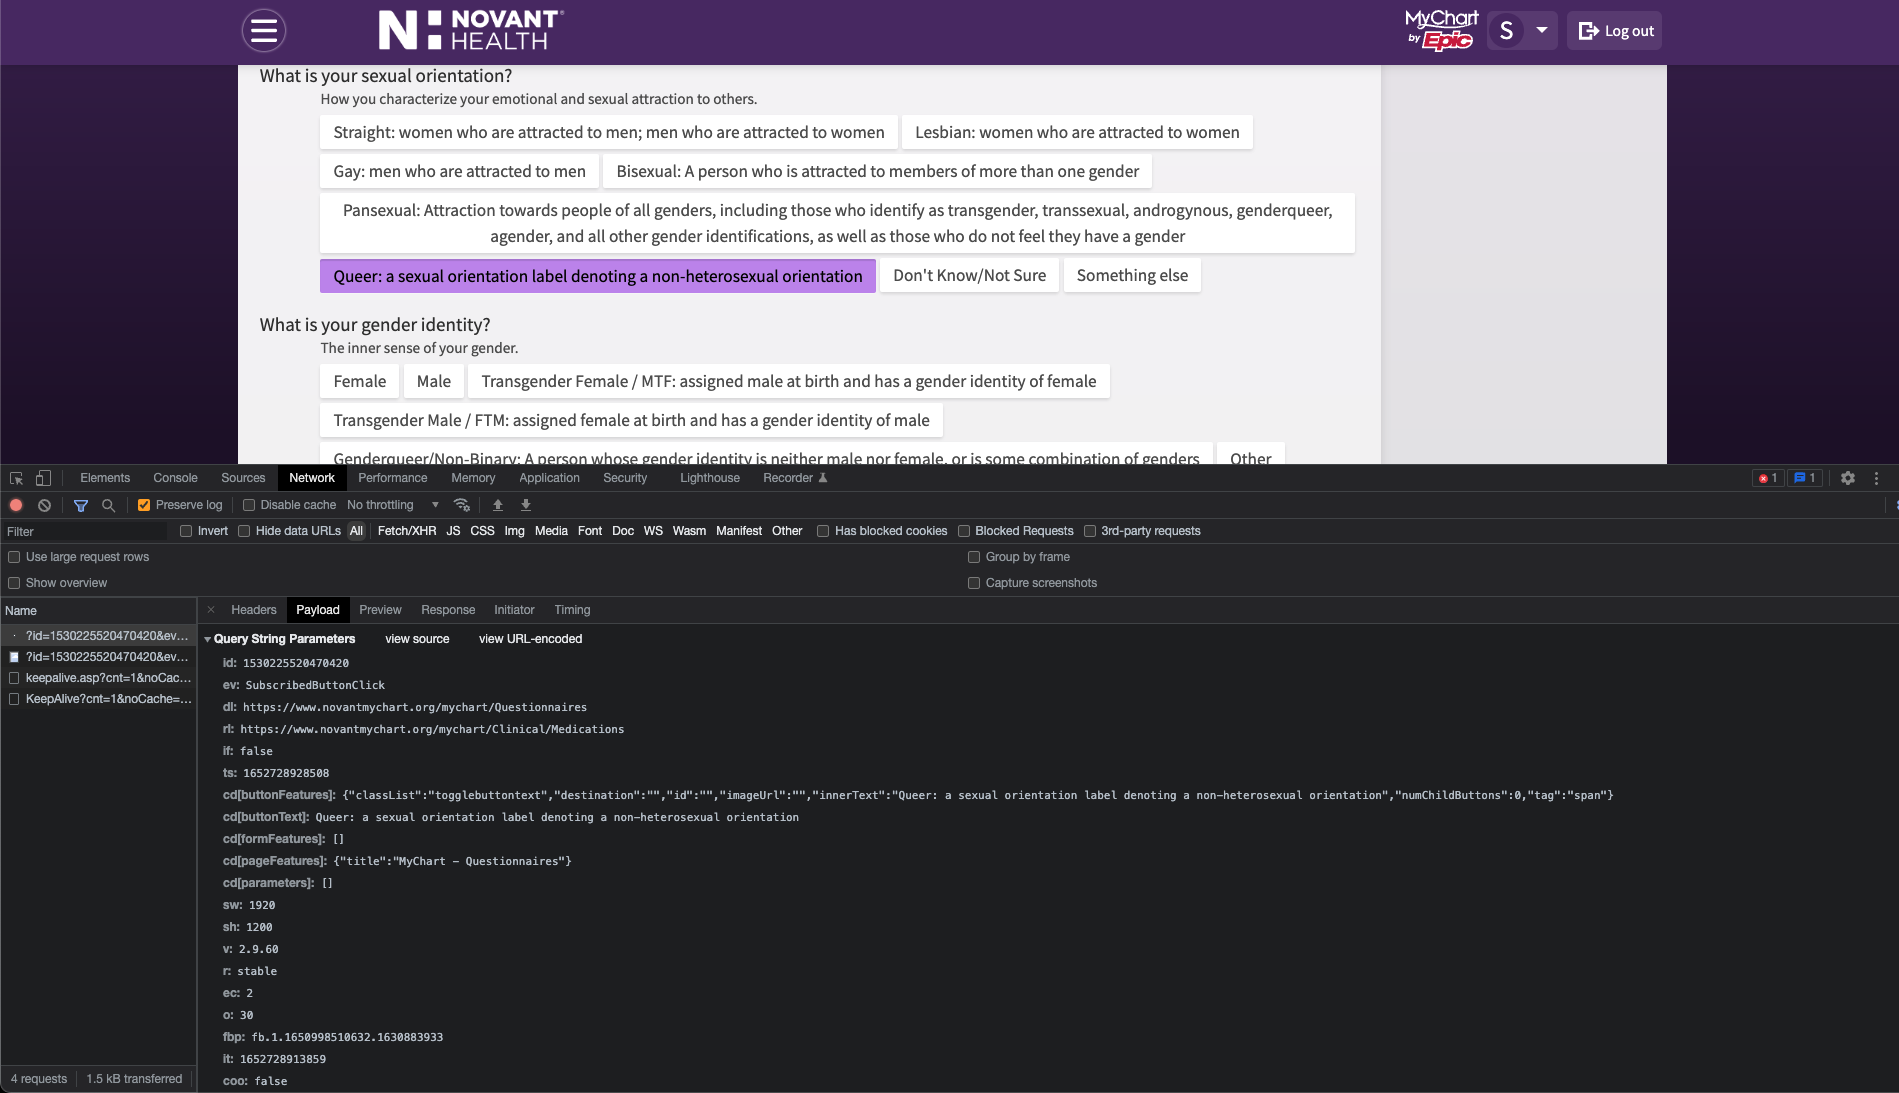 NOVANT®
HEALTH
MyChart
by Epic
S
Log out
What is your sexual orientation?
How you characterize your emotional and sexual attraction to others.
Straight: women who are attracted to men; men who are attracted to women
Lesbian: women who are attracted to women
Gay: men who are attracted to men
Bisexual: A person who is attracted to members of more than one gender
Pansexual: Attraction towards people of all genders, including those who identify as transgender, transsexual, androgynous, genderqueer,
agender, and all other gender identifications, as well as those who do not feel they have a gender
Queer: a sexual orientation label denoting a non-heterosexual orientation
Don't Know/Not Sure
Something else
What is your gender identity?
The inner sense of your gender.
Female
Male
Transgender Female / MTF: assigned male at birth and has a gender identity of female
Transgender Male / FTM: assigned female at birth and has a gender identity of male
Genderqueer/Non-Binary: A person whose gender identity is neither male nor female, or is some combination of genders
Other
Elements Console Sources Network Performance Memory Application Security Lighthouse Recorder 1 1
Preserve log Disable cache No throttling
Filter Invert Hide data URLs All Fetch/XHR JS CSS Img Media Font Doc WS Wasm Manifest Other Has blocked cookies Blocked Requests 3rd-party requests
Use large request rows Group by frame
Show overview Capture screenshots
Name
?id=1530225520470420&ev...
?id=1530225520470420&ev...
keepalive.asp?cnt=1&noCac...
KeepAlive?cnt=1&noCache=...
4 requests 1.5 kB transferred
× Headers Payload Preview Response Initiator Timing
Query String Parameters view source view URL-encoded
id: 1530225520470420
ev: SubscribedButtonClick
dl: https://www.novantmychart.org/mychart/Questionnaires
rl: https://www.novantmychart.org/mychart/Clinical/Medications
if: false
ts: 1652728928508
cd[buttonFeatures]: {"classList":"togglebuttontext","destination":"","id":"","imageUrl":"","innerText":"Queer: a sexual orientation label denoting a non-heterosexual orientation","numChildButtons":0,"tag":"span"}
cd[buttonText]: Queer: a sexual orientation label denoting a non-heterosexual orientation
cd[formFeatures]: []
cd[pageFeatures]: {"title":"MyChart - Questionnaires"}
cd[parameters]: []
sw: 1920
sh: 1200
v: 2.9.60
r: stable
ec: 2
o: 30
fbp: fb.1.1650998510632.1630883933
it: 1652728913859
coo: false